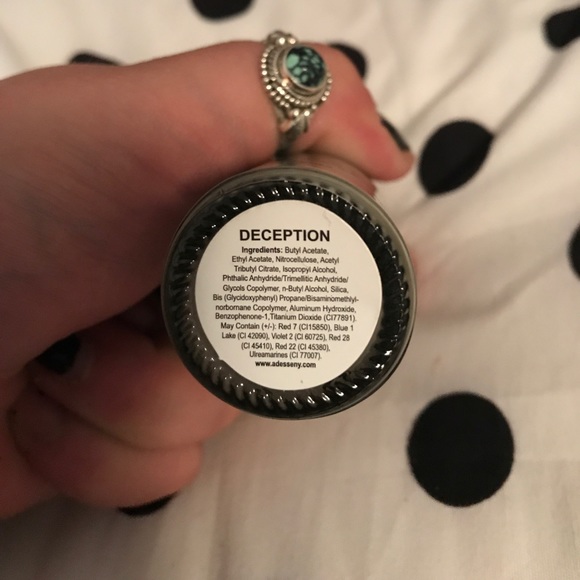 DECEPTION
Ingredients: Butyl Acetate,
Ethyl Acetate, Nitrocellulose, Acetyl
Tributyl Citrate, Isopropyl Alcohol,
Phthalic Anhydride/Trimellitic Anhydride/
Glycols Copolymer, n-Butyl Alcohol, Silica,
Bis (Glycidoxyphenyl) Propane/Bisaminomethyl-
norbornane Copolymer, Aluminum Hydroxide,
Benzophenone-1,Titanium Dioxide (CI77891).
May Contain (+/-): Red 7 (CI15850), Blue 1
Lake (CI 42090), Violet 2 (CI 60725), Red 28
(CI 45410), Red 22 (CI 45380),
Ulreamarines (CI 77007).
www.adesseny.com